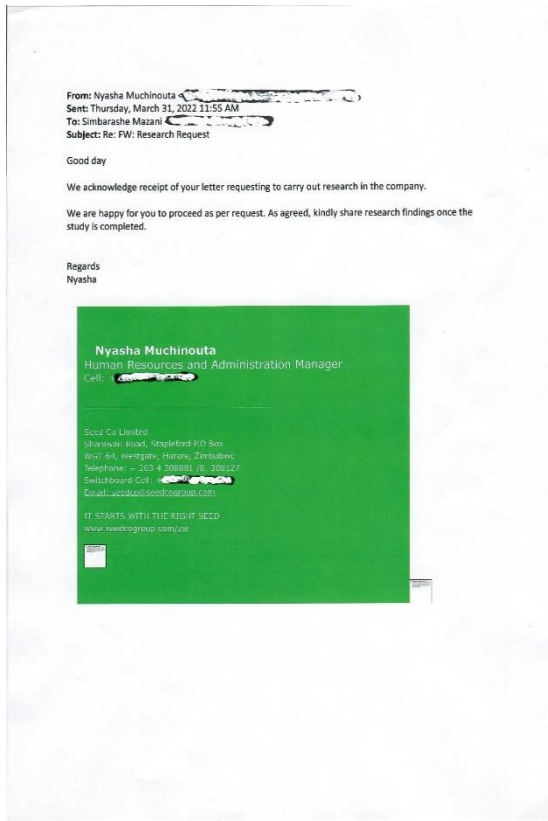 From: Nyasha Muchinouta <
Sent: Thursday, March 31, 2022 11:55 AM
To: Simbarashe Mazani
Subject: Re: FW: Research Request
Good day
We acknowledge receipt of your letter requesting to carry out research in the company.
We are happy for you to proceed as per request. As agreed, kindly share research findings once the
study is completed.
Regards
Nyasha
Nyasha Muchinouta
Human Resources and Administration Manager
Cell: +
Seed Co Limited
Shamwari Road, Stapleford P.O Box
WGT 64, Westgate, Harare, Zimbabwe
Telephone: + 263 4 308881 /8, 308127
Switchboard Cell: +
Email: seedco@seedcogroup.com
IT STARTS WITH THE RIGHT SEED
www.seedcogroup.com/zw